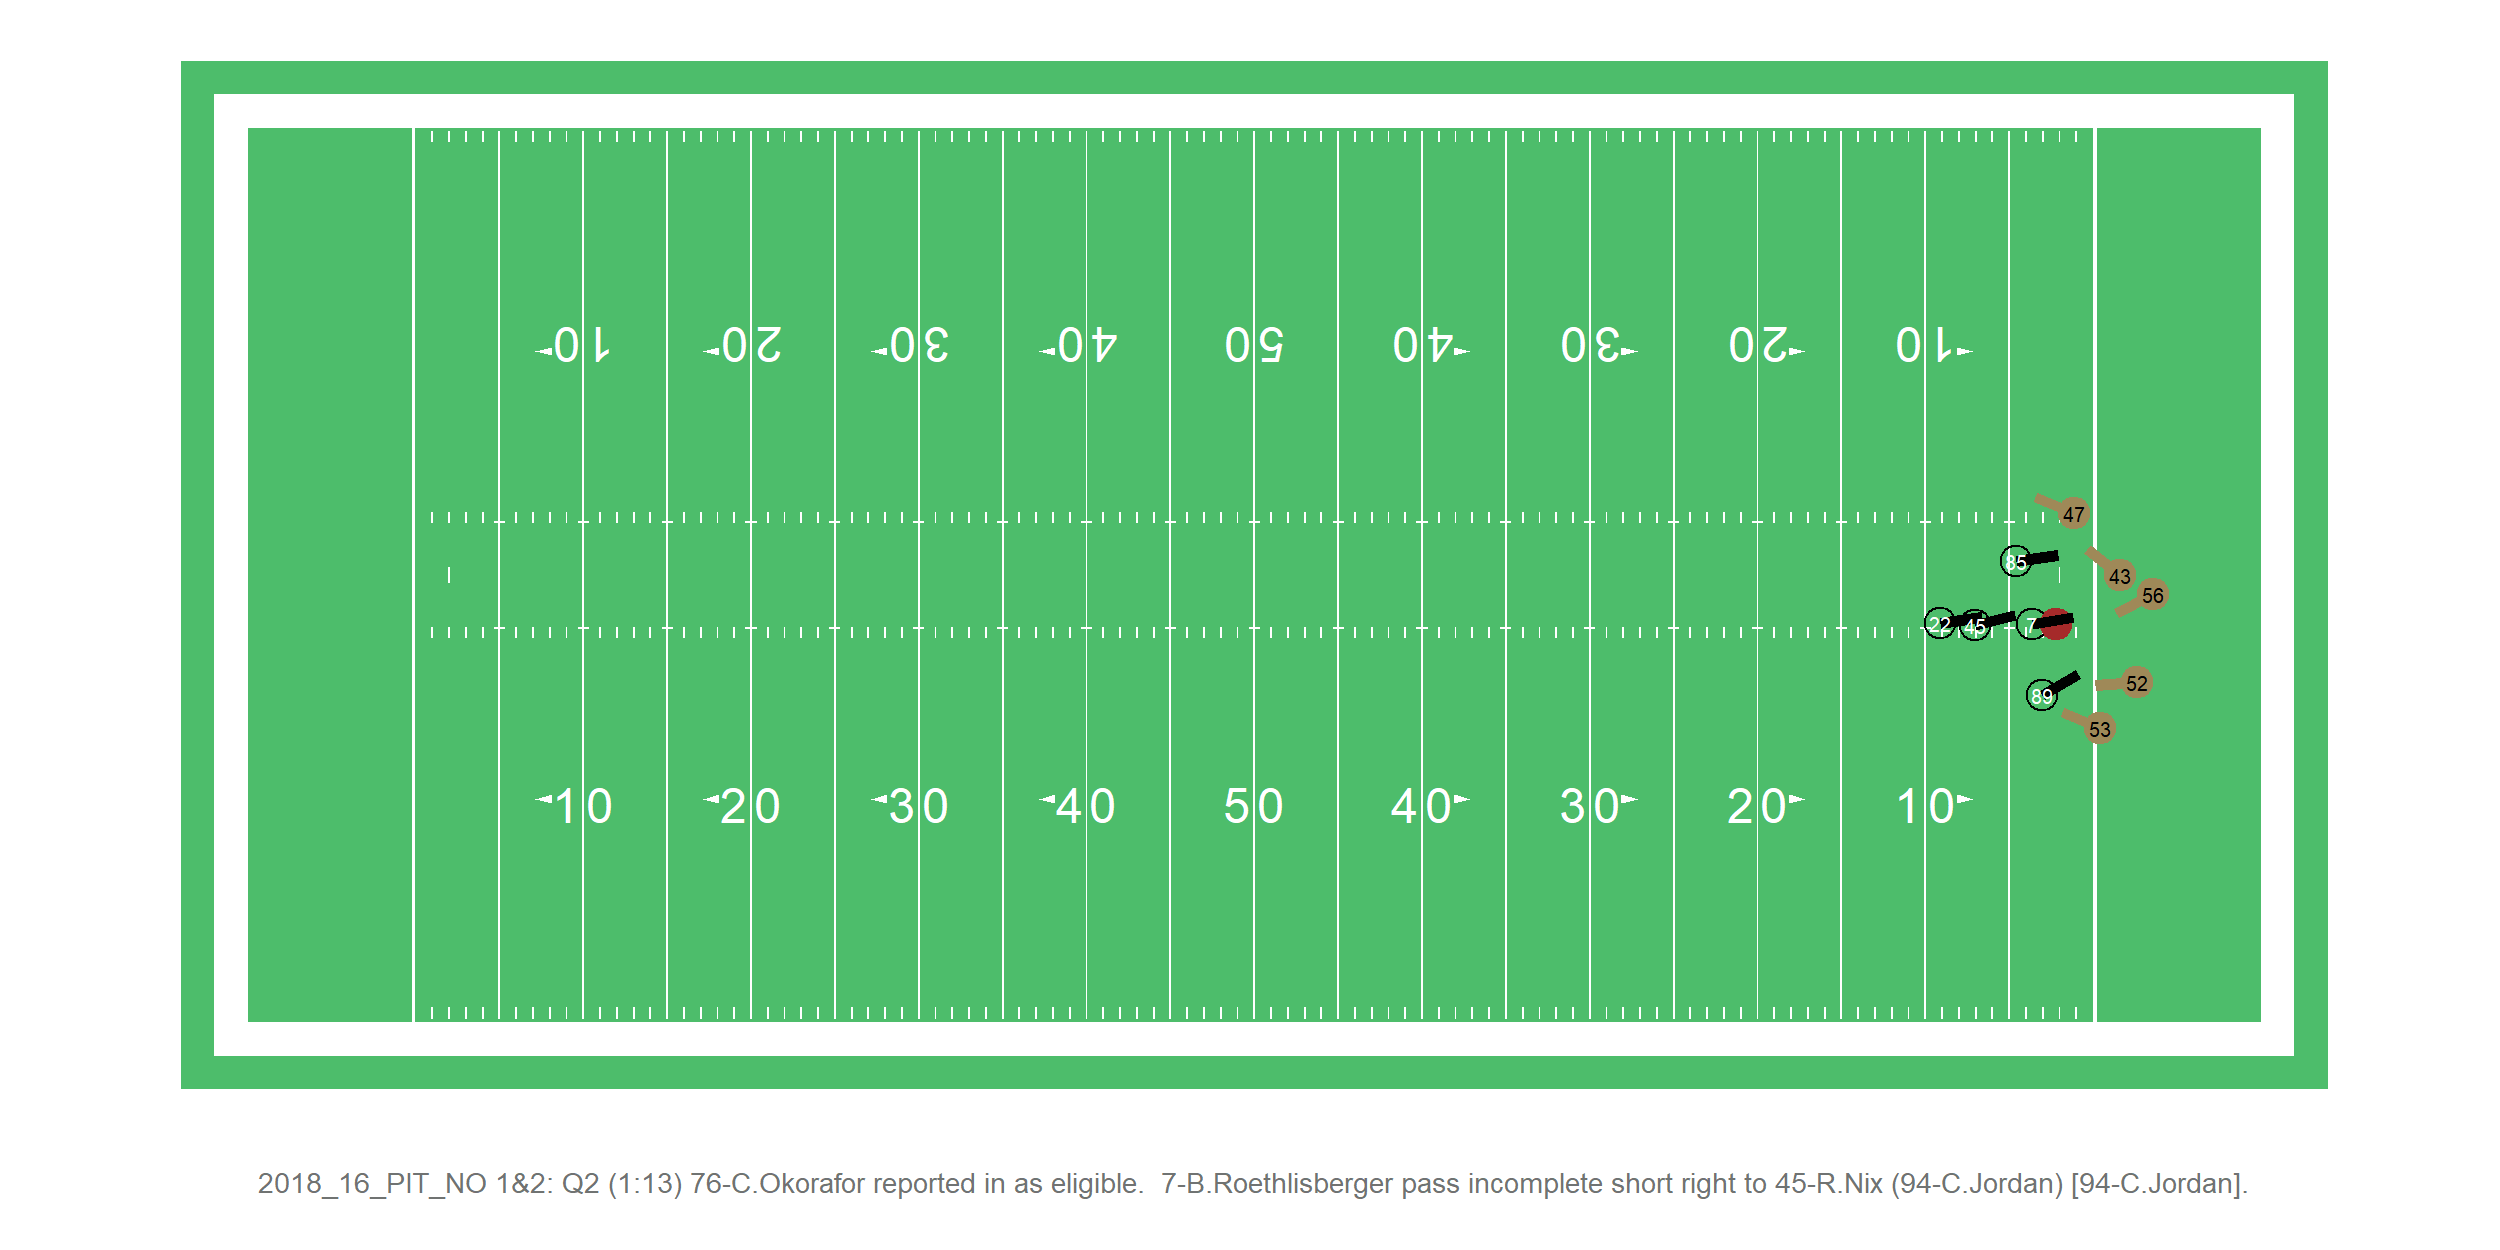 10 20 30 40 50 40 30 20 10
47
85
43
56
22 45 7
52
89
53
10 20 30 40 50 40 30 20 10
2018_16_PIT_NO 1&2: Q2 (1:13) 76-C.Okorafor reported in as eligible.  7-B.Roethlisberger pass incomplete short right to 45-R.Nix (94-C.Jordan) [94-C.Jordan].